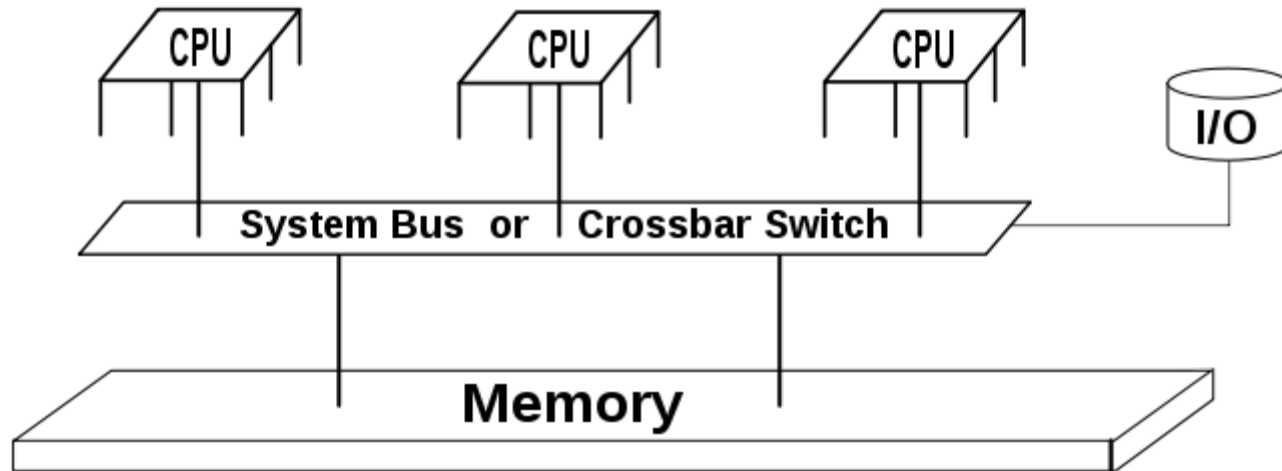 CPU
CPU
CPU
I/O
System Bus or Crossbar Switch
Memory